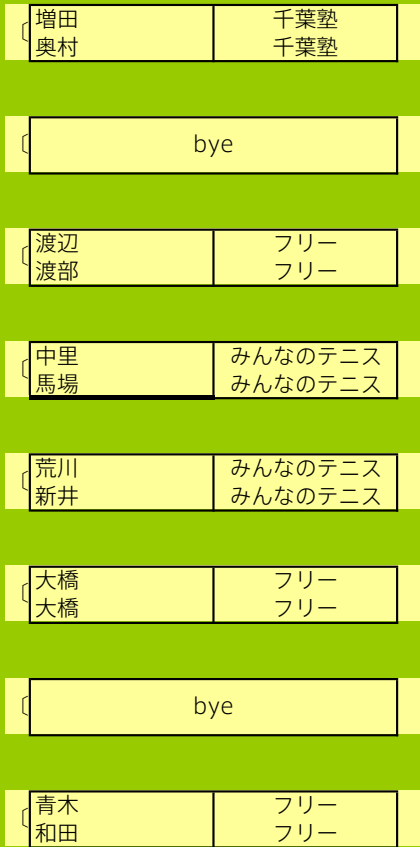 増田 千葉塾
奥村 千葉塾
bye
渡辺 フリー
渡部 フリー
中里 みんなのテニス
馬場 みんなのテニス
荒川 みんなのテニス
新井 みんなのテニス
大橋 フリー
大橋 フリー
bye
青木 フリー
和田 フリー